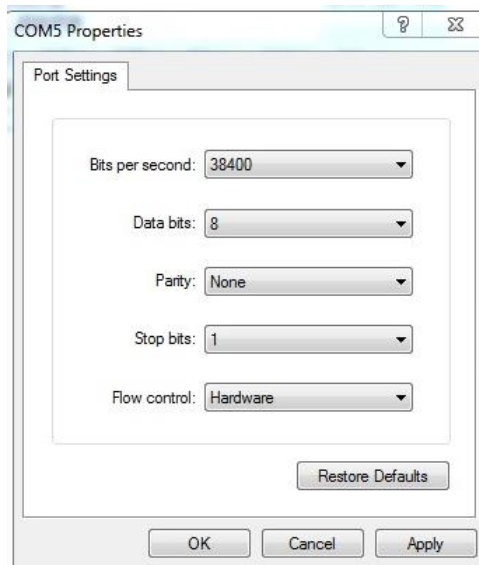 COM5 Properties
Port Settings
Bits per second: 38400
Data bits: 8
Parity: None
Stop bits: 1
Flow control: Hardware
Restore Defaults
OK Cancel Apply